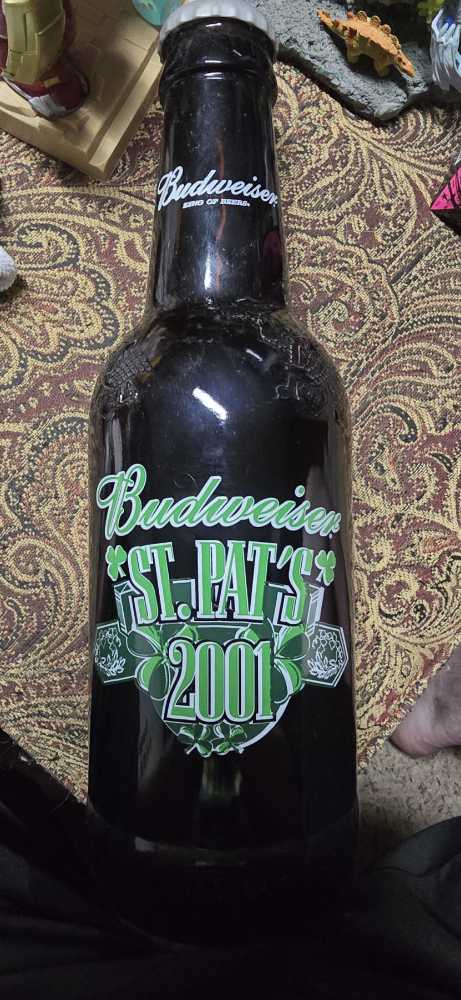 Budweiser
KING OF BEERS®
Budweiser
ST. PAT'S
2001